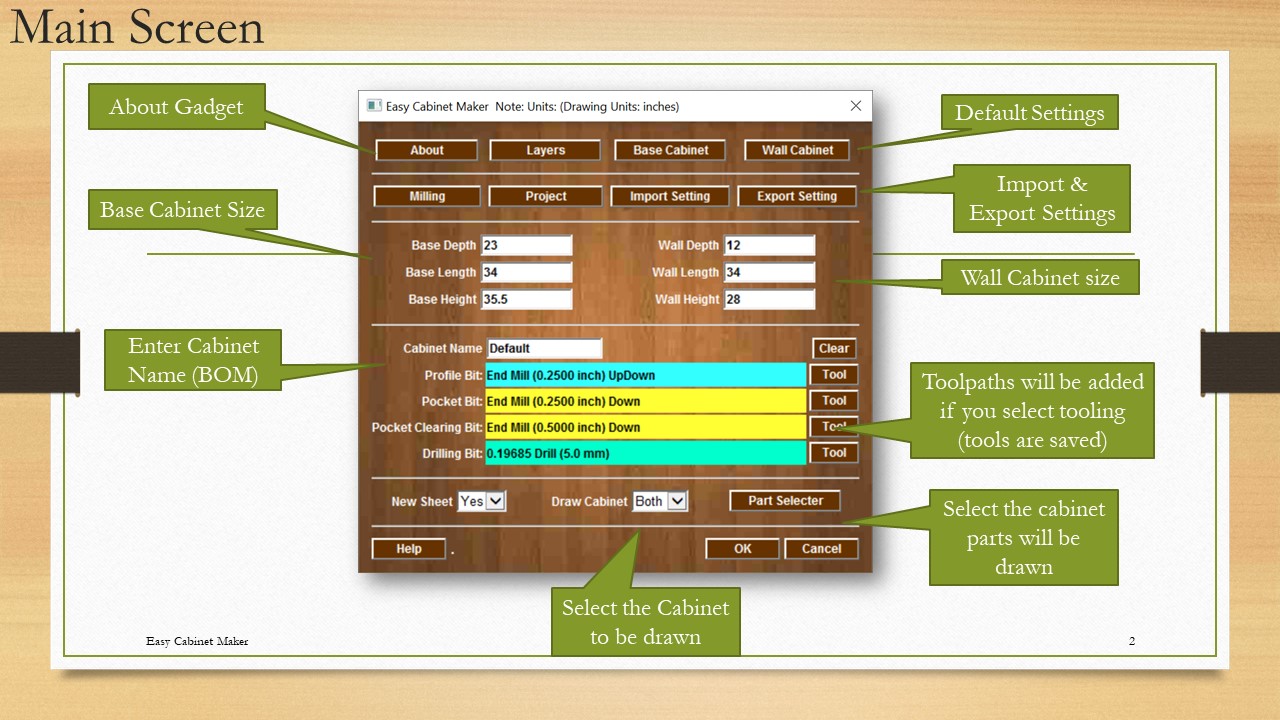 Main Screen
About Gadget
Default Settings
Easy Cabinet Maker Note: Units: (Drawing Units: inches)
About Layers Base Cabinet Wall Cabinet
Import &
Export Settings
Milling Project Import Setting Export Setting
Base Cabinet Size
Base Depth 23 Wall Depth 12
Base Length 34 Wall Length 34
Base Height 35.5 Wall Height 28
Wall Cabinet size
Enter Cabinet
Name (BOM)
Cabinet Name Default Clear
Profile Bit: End Mill (0.2500 inch) UpDown Tool
Pocket Bit: End Mill (0.2500 inch) Down Tool
Pocket Clearing Bit: End Mill (0.5000 inch) Down Tool
Drilling Bit: 0.19685 Drill (5.0 mm) Tool
Toolpaths will be added
if you select tooling
(tools are saved)
New Sheet Yes Draw Cabinet Both Part Selecter
Select the cabinet
parts will be
drawn
Help . OK Cancel
Select the Cabinet
to be drawn
Easy Cabinet Maker
2